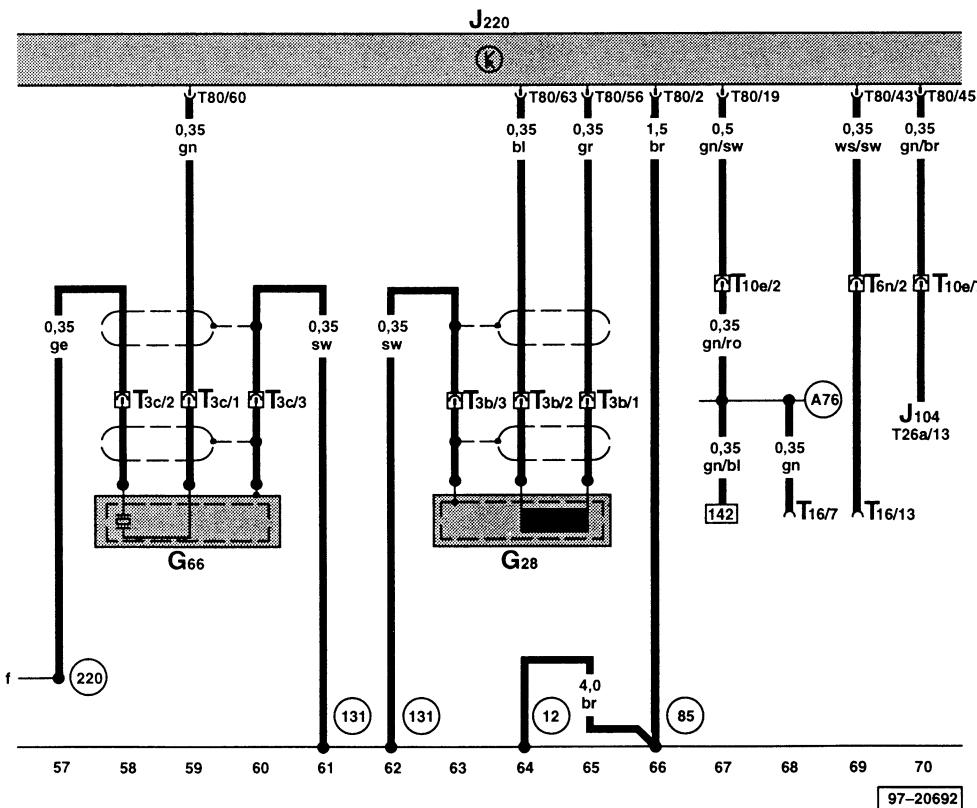 J220
K
T80/60
T80/63
T80/56
T80/2
T80/19
T80/43
T80/45
0,35
gn
0,35
bl
0,35
gr
1,5
br
0,5
gn/sw
0,35
ws/sw
0,35
gn/br
T10e/2
T6n/2
0,35
ge
0,35
sw
0,35
sw
0,35
gn/ro
T3c/2
T3c/1
T3c/3
T3b/3
T3b/2
T3b/1
A76
J104
T26a/13
0,35
gn/bl
0,35
gn
142
T16/7
T16/13
G66
G28
f
220
131
131
12
4,0
br
85
57 58 59 60 61 62 63 64 65 66 67 68 69 70
97–20692